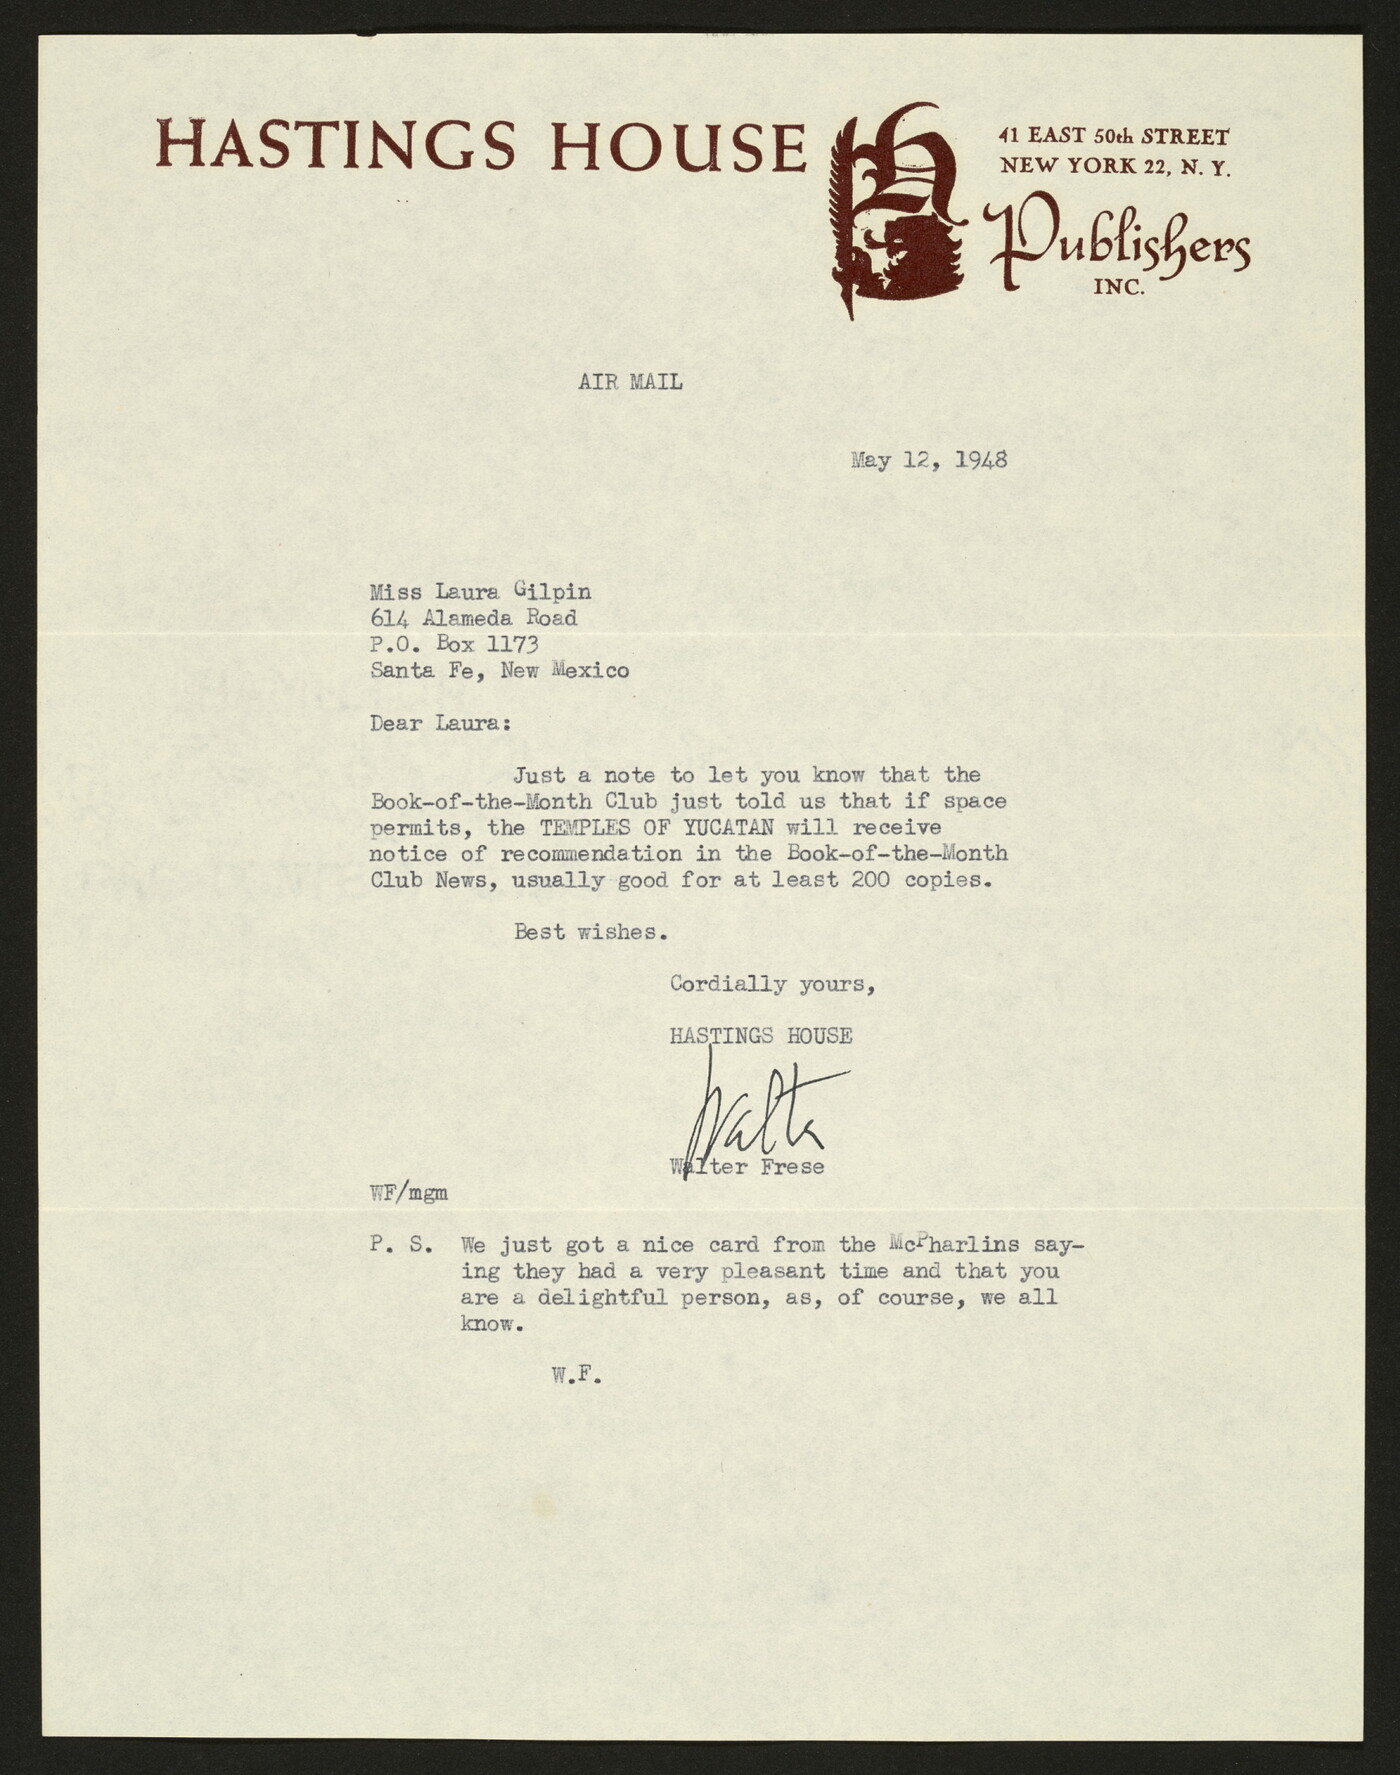 HASTINGS HOUSE
H
41 EAST 50th STREET
NEW YORK 22, N. Y.
Publishers
INC.
AIR MAIL
May 12, 1948
Miss Laura Gilpin
614 Alameda Road
P.O. Box 1173
Santa Fe, New Mexico
Dear Laura:
Just a note to let you know that the
Book-of-the-Month Club just told us that if space
permits, the TEMPLES OF YUCATAN will receive
notice of recommendation in the Book-of-the-Month
Club News, usually good for at least 200 copies.
Best wishes.
Cordially yours,
HASTINGS HOUSE
Walter
Walter Frese
WF/mgm
P. S. We just got a nice card from the McPharlins say-
ing they had a very pleasant time and that you
are a delightful person, as, of course, we all
know.
W.F.